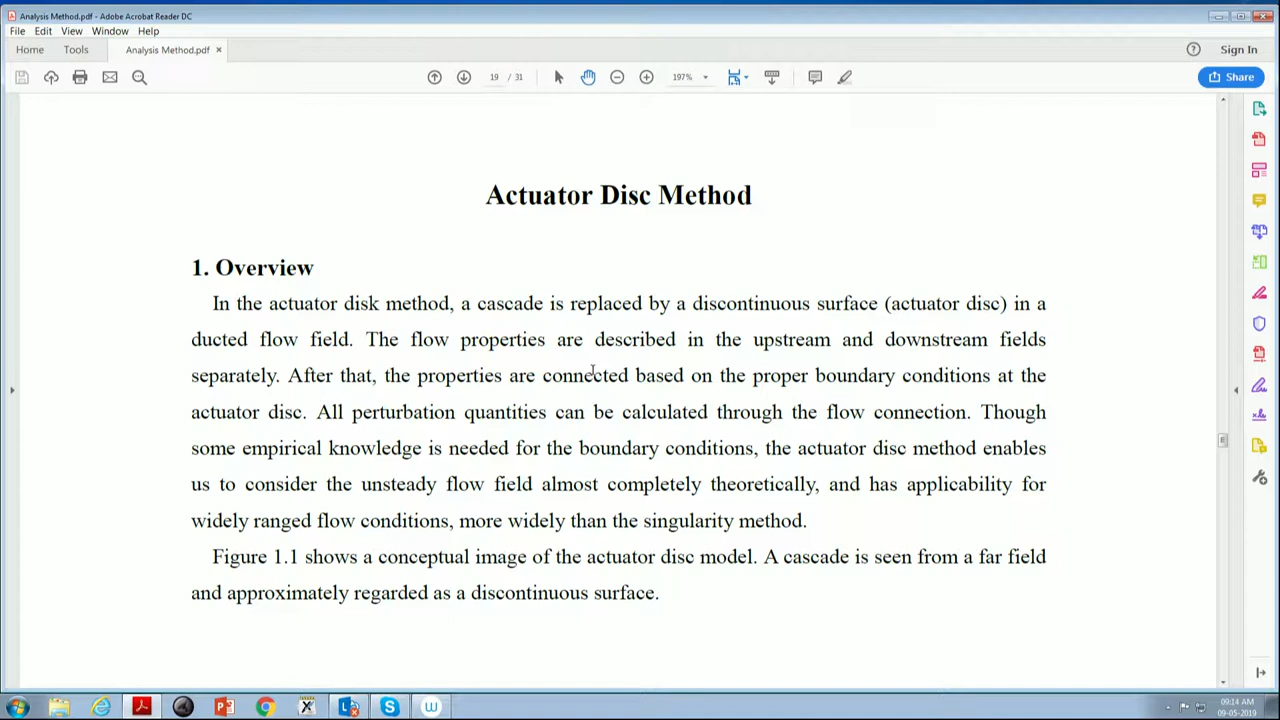 Analysis Method.pdf - Adobe Acrobat Reader DC
File Edit View Window Help
Home Tools Analysis Method.pdf × Sign In
19 / 31 197% Share
Actuator Disc Method
1. Overview
In the actuator disk method, a cascade is replaced by a discontinuous surface (actuator disc) in a
ducted flow field. The flow properties are described in the upstream and downstream fields
separately. After that, the properties are connected based on the proper boundary conditions at the
actuator disc. All perturbation quantities can be calculated through the flow connection. Though
some empirical knowledge is needed for the boundary conditions, the actuator disc method enables
us to consider the unsteady flow field almost completely theoretically, and has applicability for
widely ranged flow conditions, more widely than the singularity method.
Figure 1.1 shows a conceptual image of the actuator disc model. A cascade is seen from a far field
and approximately regarded as a discontinuous surface.
09:14 AM
09-05-2019